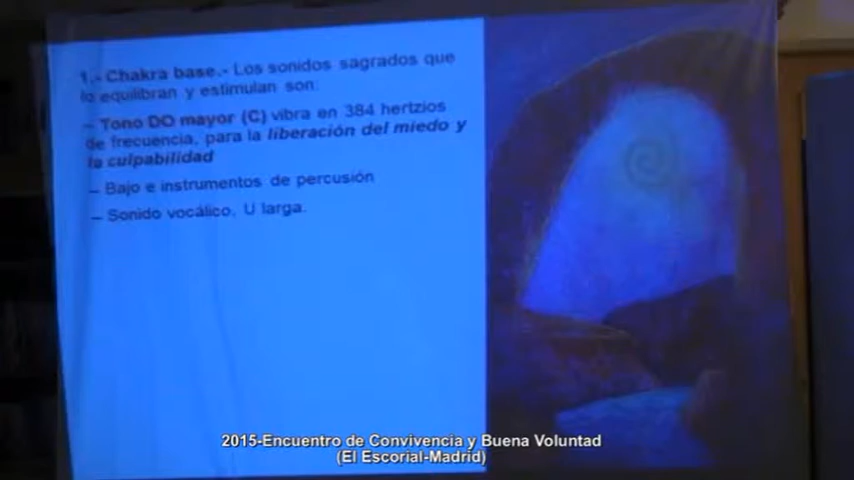 1.- Chakra base.- Los sonidos sagrados que
lo equilibran y estimulan son:
– Tono DO mayor (C) vibra en 384 hertzios
de frecuencia, para la liberación del miedo y
la culpabilidad
– Bajo e instrumentos de percusión
– Sonido vocálico, U larga.
2015-Encuentro de Convivencia y Buena Voluntad
(El Escorial-Madrid)